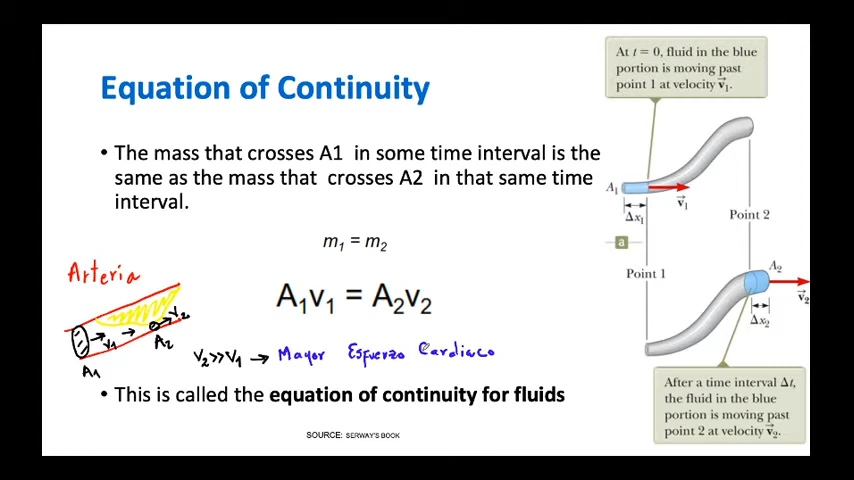 Equation of Continuity
• The mass that crosses A1 in some time interval is the
same as the mass that crosses A2 in that same time
interval.
m₁ = m₂
A₁v₁ = A₂v₂
Arteria
A₁
V₁
A₂
V₂
V₂>>V₁ → Mayor Esfuerzo Cardiaco
• This is called the equation of continuity for fluids
SOURCE: SERWAY'S BOOK
At t = 0, fluid in the blue
portion is moving past
point 1 at velocity v⃗₁.
A₁
Δx₁
v⃗₁
Point 2
a
Point 1
A₂
v⃗₂
Δx₂
After a time interval Δt,
the fluid in the blue
portion is moving past
point 2 at velocity v⃗₂.